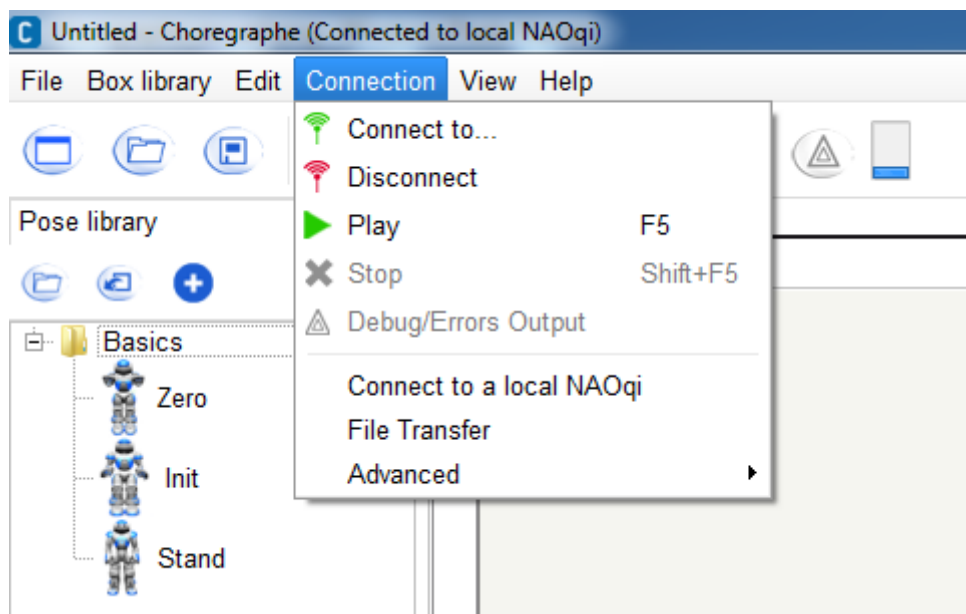 C Untitled - Choregraphe (Connected to local NAOqi)
File Box library Edit Connection View Help
Connect to...
Disconnect
Play F5
Stop Shift+F5
Debug/Errors Output
Connect to a local NAOqi
File Transfer
Advanced
Pose library
Basics
Zero
Init
Stand